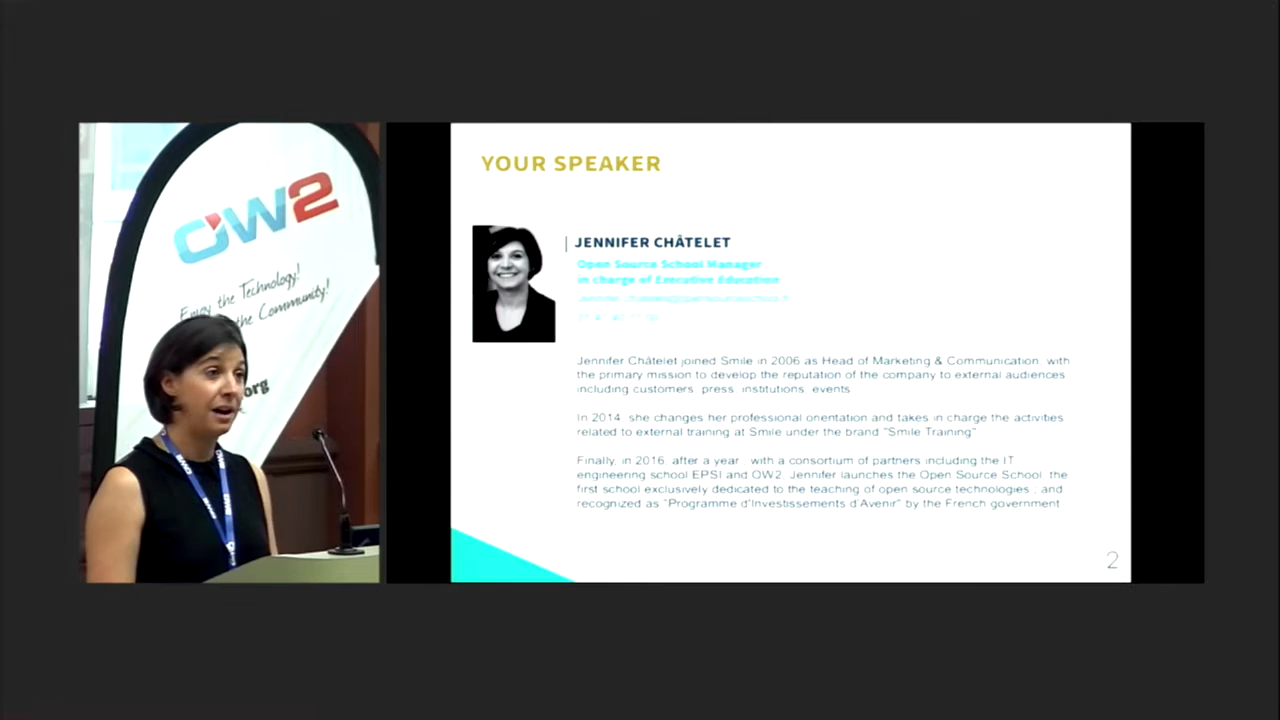 OW2
Enjoy the Technology!
the Community!
org
YOUR SPEAKER
JENNIFER CHÂTELET
Open Source School Manager
in charge of Executive Education
Jennifer Châtelet joined Smile in 2006 as Head of Marketing & Communication, with
the primary mission to develop the reputation of the company to external audiences
including customers, press, institutions, events
In 2014, she changes her professional orientation and takes in charge the activities
related to external training at Smile under the brand "Smile Training"
Finally, in 2016, after a year, with a consortium of partners including the IT
engineering school EPSI and OW2, Jennifer launches the Open Source School, the
first school exclusively dedicated to the teaching of open source technologies, and
recognized as "Programme d'Investissements d'Avenir" by the French government
2